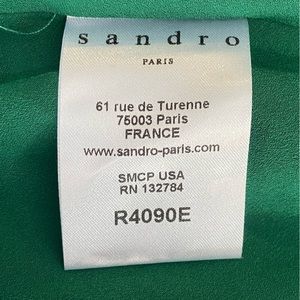 sandro
PARIS
61 rue de Turenne
75003 Paris
FRANCE
www.sandro-paris.com
SMCP USA
RN 132784
R4090E